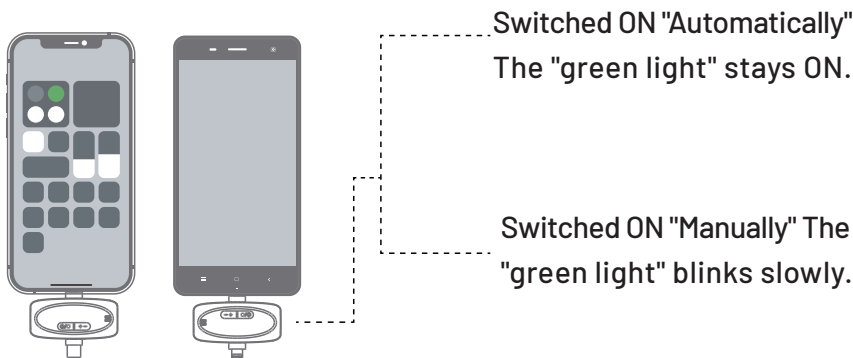 Switched ON "Automatically"
The "green light" stays ON.
Switched ON "Manually" The
"green light" blinks slowly.